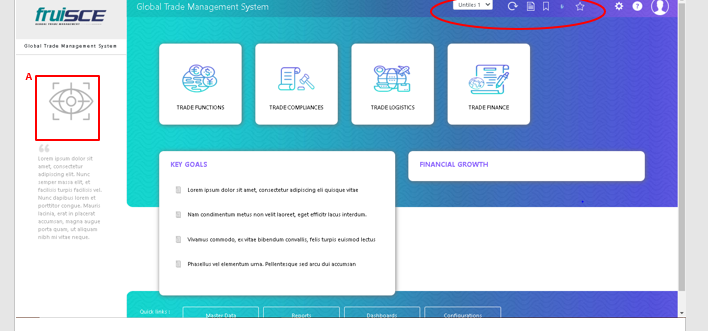 fruiSCE
GLOBAL TRADE MANAGEMENT
Global Trade Management System
Global Trade Management System
Untitles 1
A
Lorem ipsum dolor sit
amet, consectetur
adipiscing elit. Nunc
semper massa elit, et
facilisis turpis facilisis vel.
Nunc dapibus lorem et
porttitor congue. Mauris
lacinia, erat in placerat
accumsan, magna augue
porta quam, ut aliquam
nibh mi vitae neque.
TRADE FUNCTIONS
TRADE COMPLIANCES
TRADE LOGISTICS
TRADE FINANCE
KEY GOALS
Lorem ipsum dolor sit amet, consectetur adipiscing eli quisque vitae
Nam condimentum metus non velit laoreet, eget efficitr lacus interdum.
Vivamus commodo, ex vitae bibendum convallis, felis turpis euismod lectus
Phasellus vel elementum urna. Pellentesque sed arcu dui accumsan
FINANCIAL GROWTH
Quick links :
Master Data
Reports
Dashboards
Configurations